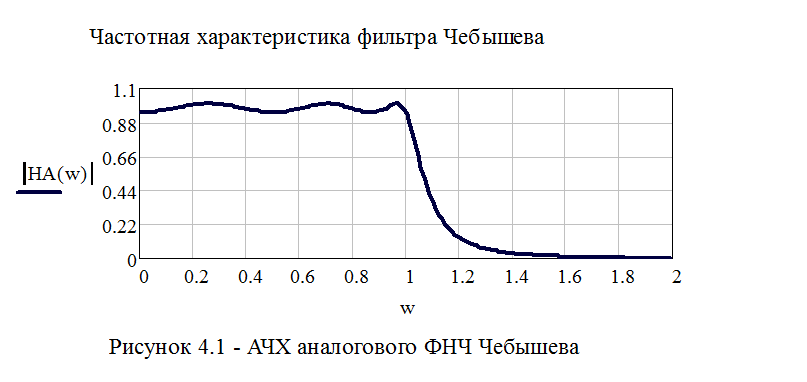 Частотная характеристика фильтра Чебышева
1.1
0.88
0.66
|HA(w)|
0.44
0.22
0
0 0.2 0.4 0.6 0.8 1 1.2 1.4 1.6 1.8 2
w
Рисунок 4.1 - АЧХ аналогового ФНЧ Чебышева